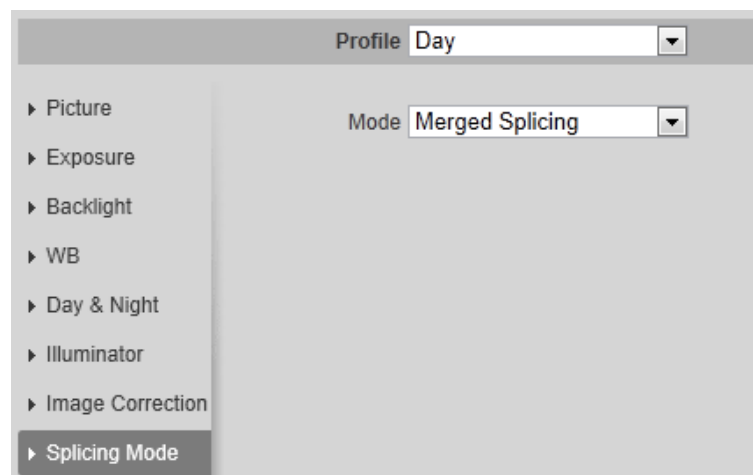 Profile Day
Picture
Mode Merged Splicing
Exposure
Backlight
WB
Day & Night
Illuminator
Image Correction
Splicing Mode